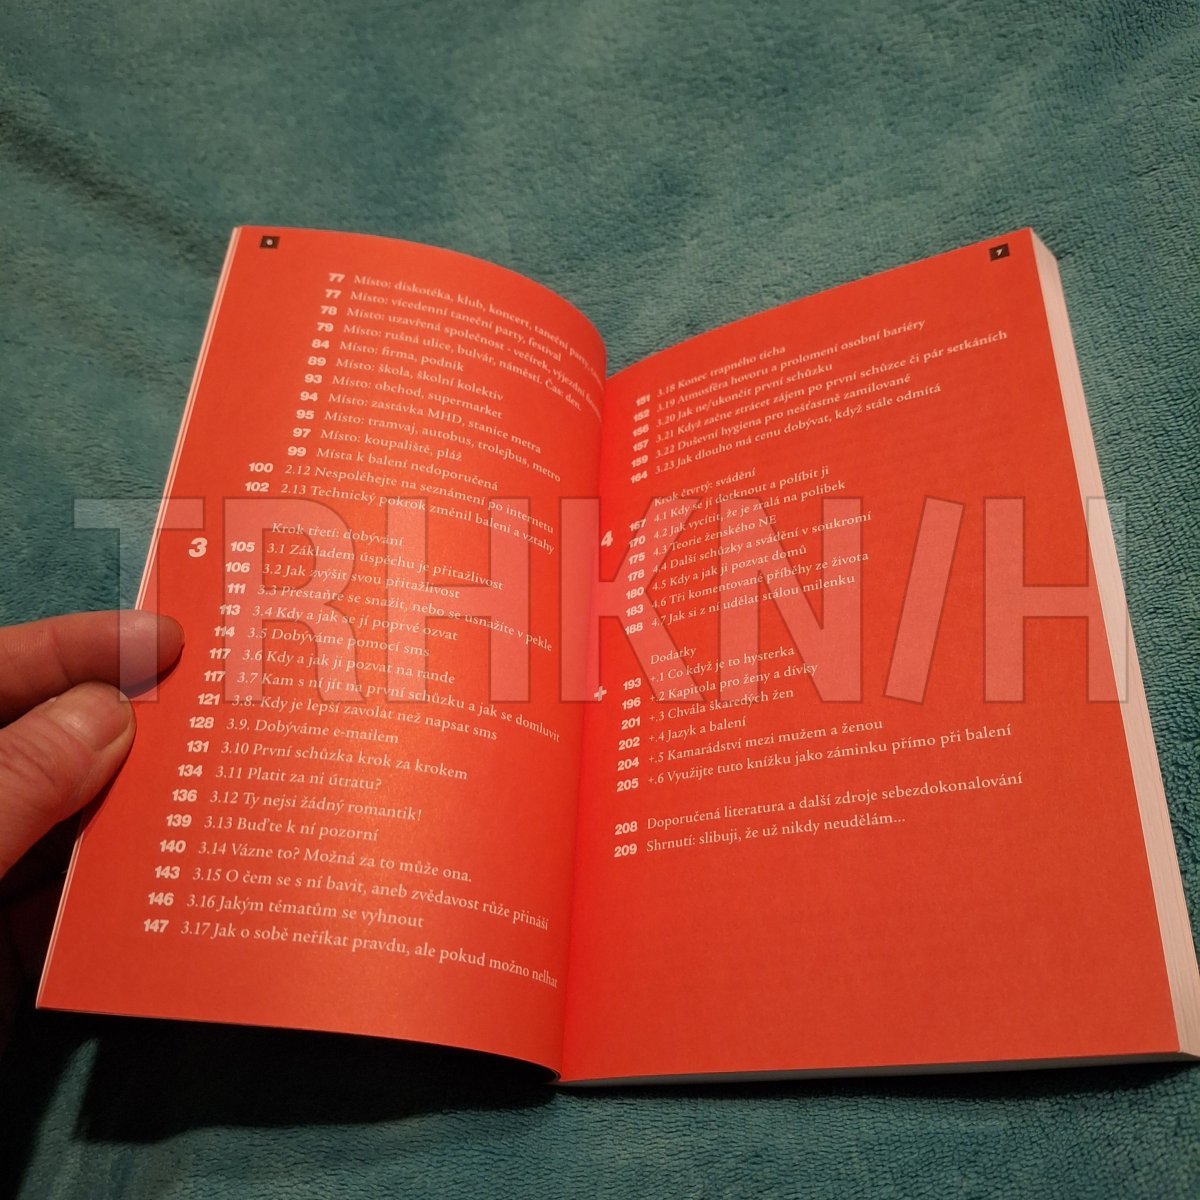 6
77 Místo: diskotéka, klub, koncert, taneční party
77 Místo: vícedenní taneční party, festival
78 Místo: uzavřená společnost - večírek, výjezdní
79 Místo: rušná ulice, bulvár, náměstí. Čas: den.
84 Místo: firma, podnik
89 Místo: škola, školní kolektiv
93 Místo: obchod, supermarket
94 Místo: zastávka MHD, stanice metra
95 Místo: tramvaj, autobus, trolejbus, metro
97 Místo: koupaliště, pláž
99 Místa k balení nedoporučená
100 2.12 Nespoléhejte na seznámení po internetu
102 2.13 Technický pokrok změnil balení a vztahy
3 Krok třetí: dobývání
105 3.1 Základem úspěchu je přitažlivost
106 3.2 Jak zvýšit svou přitažlivost
111 3.3 Přestaňte se snažit, nebo se usnažíte v pekle
113 3.4 Kdy a jak se jí poprvé ozvat
114 3.5 Dobýváme pomocí sms
117 3.6 Kdy a jak ji pozvat na rande
117 3.7 Kam s ní jít na první schůzku a jak se domluvit
121 3.8. Kdy je lepší zavolat než napsat sms
128 3.9. Dobýváme e-mailem
131 3.10 První schůzka krok za krokem
134 3.11 Platit za ni útratu?
136 3.12 Ty nejsi žádný romantik!
139 3.13 Buďte k ní pozorní
140 3.14 Vázne to? Možná za to může ona.
143 3.15 O čem se s ní bavit, aneb zvědavost růže přináší
146 3.16 Jakým tématům se vyhnout
147 3.17 Jak o sobě neříkat pravdu, ale pokud možno nelhat
7
151 3.18 Konec trapného ticha
152 3.19 Atmosféra hovoru a prolomení osobní bariéry
156 3.20 Jak ne/ukončit první schůzku
157 3.21 Když začne ztrácet zájem po první schůzce či pár setkáních
159 3.22 Duševní hygiena pro nešťastně zamilované
164 3.23 Jak dlouho má cenu dobývat, když stále odmítá
4 Krok čtvrtý: svádění
167 4.1 Kdy se jí dotknout a políbit ji
170 4.2 Jak vycítit, že je zralá na polibek
175 4.3 Teorie ženského NE
178 4.4 Další schůzky a svádění v soukromí
180 4.5 Kdy a jak ji pozvat domů
183 4.6 Tři komentované příběhy ze života
188 4.7 Jak si z ní udělat stálou milenku
+ Dodatky
193 +.1 Co když je to hysterka
196 +.2 Kapitola pro ženy a dívky
201 +.3 Chvála škaredých žen
202 +.4 Jazyk a balení
204 +.5 Kamarádství mezi mužem a ženou
205 +.6 Využijte tuto knížku jako záminku přímo při balení
208 Doporučená literatura a další zdroje sebezdokonalování
209 Shrnutí: slibuji, že už nikdy neudělám...
TRHKN/H